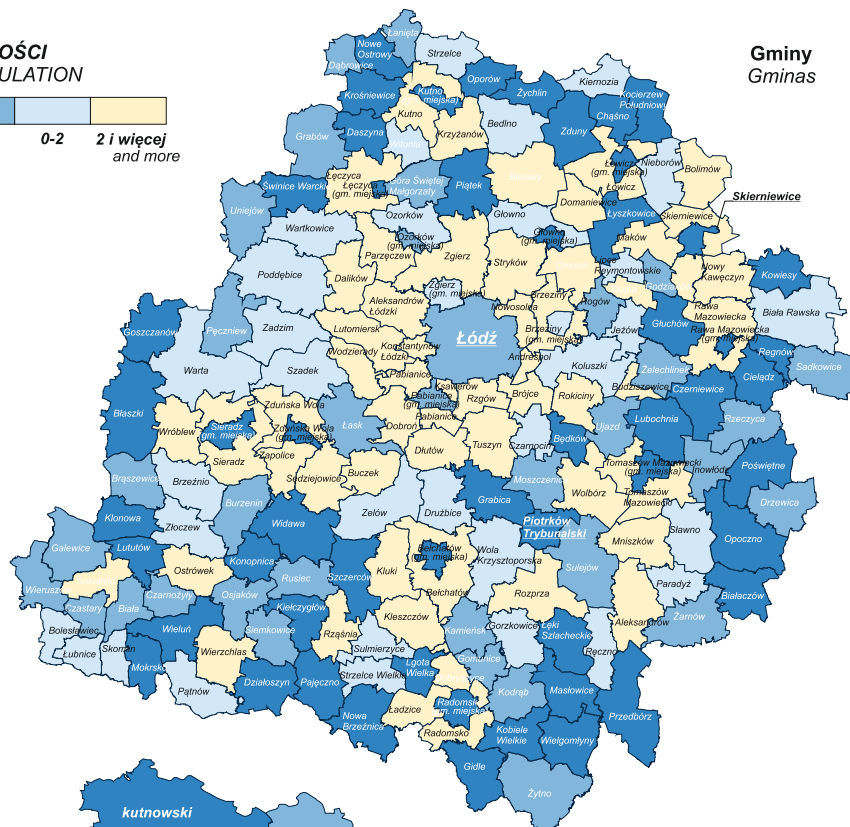 OŚCI
ULATION
0-2
2 i więcej
and more
Gminy
Gminas
Łanięta
Nowe
Ostrowy
Dąbrowice
Strzelce
Krośniewice
Kutno
(gm. miejska)
Oporów
Żychlin
Kiernozia
Kocierzew
Południowy
Chąśno
Kutno
Krzyżanów
Bedlno
Zduny
Grabów
Daszyna
Witonia
Łowicz
(gm. miejska)
Nieborów
Bolimów
Łęczyca
Łęczyca
(gm. miejska)
Góra Świętej
Małgorzaty
Piątek
Bielawy
Łowicz
Świnice Warckie
Domaniewice
Skierniewice
Uniejów
Ozorków
Głowno
Łyszkowice
Skierniewice
Wartkowice
Ozorków
(gm. miejska)
Głowno
(gm. miejska)
Maków
Parzęczew
Zgierz
Stryków
Lipce
Reymontowskie
Nowy
Kawęczyn
Kowiesy
Poddębice
Dalików
Zgierz
(gm. miejska)
Brzeziny
Rogów
Aleksandrów
Łódzki
Nowosolna
Rawa
Mazowiecka
Biała Rawska
Goszczanów
Pęczniew
Zadzim
Lutomiersk
Łódź
Brzeziny
(gm. miejska)
Jeżów
Głuchów
Rawa Mazowiecka
(gm. miejska)
Wodzierady
Konstantynów
Łódzki
Andrespol
Regnów
Warta
Szadek
Pabianice
Koluszki
Żelechlinek
Cielądz
Sadkowice
Ksawerów
Pabianice
(gm. miejska)
Rzgów
Brójce
Rokiciny
Budziszewice
Czerniewice
Błaszki
Zduńska Wola
Pabianice
Wróblew
Sieradz
(gm. miejska)
Zduńska Wola
(gm. miejska)
Łask
Dobroń
Ujazd
Lubochnia
Rzeczyca
Sieradz
Zapolice
Dłutów
Tuszyn
Czarnocin
Będków
Tomaszów Mazowiecki
(gm. miejska)
Inowłódz
Poświętne
Brzeźnio
Sędziejowice
Buczek
Wolbórz
Tomaszów
Mazowiecki
Drzewica
Burzenin
Grabica
Klonowa
Złoczew
Widawa
Zelów
Drużbice
Piotrków
Trybunalski
Sławno
Opoczno
Galewice
Lututów
Bełchatów
(gm. miejska)
Wola
Krzysztoporska
Mniszków
Ostrówek
Konopnica
Rusiec
Szczerców
Kluki
Sulejów
Paradyż
Białaczów
Czarnożyły
Osjaków
Bełchatów
Rozprza
Czastary
Biała
Kiełczygłów
Kleszczów
Aleksandrów
Żarnów
Bolesławiec
Wieluń
Siemkowice
Rząśnia
Kamieńsk
Gorzkowice
Łęki
Szlacheckie
Łubnice
Wierzchlas
Sulmierzyce
Gomunice
Ręczno
Lgota
Wielka
Strzelce Wielkie
Działoszyn
Pajęczno
Kodrąb
Masłowice
Pątnów
Ładzice
Nowa
Brzeźnica
Radomsko
Kobiele
Wielkie
Wielgomłyny
Przedbórz
Gidle
Żytno
kutnowski